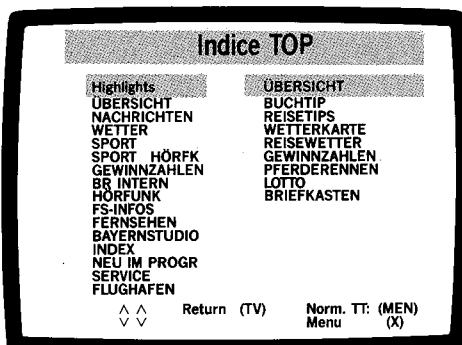 Indice TOP
Highlights
ÜBERSICHT
NACHRICHTEN
WETTER
SPORT
SPORT HÖRFK
GEWINNZAHLEN
BR INTERN
HÖRFUNK
FS-INFOS
FERNSEHEN
BAYERNSTUDIO
INDEX
NEU IM PROGR
SERVICE
FLUGHAFEN
ÜBERSICHT
BUCHTIP
REISETIPS
WETTERKARTE
REISEWETTER
GEWINNZAHLEN
PFERDERENNEN
LOTTO
BRIEFKASTEN
∧ ∧ Return (TV) Norm. TT: (MEN)
∨ ∨ Menu (X)